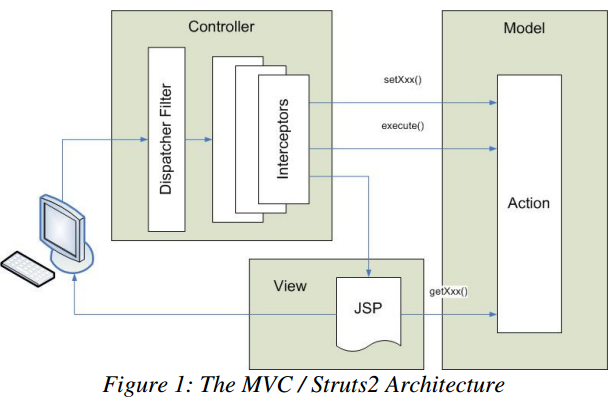 Controller
Model
Dispatcher Filter
Interceptors
setXxx()
execute()
Action
View
JSP
getXxx()
Figure 1: The MVC / Struts2 Architecture